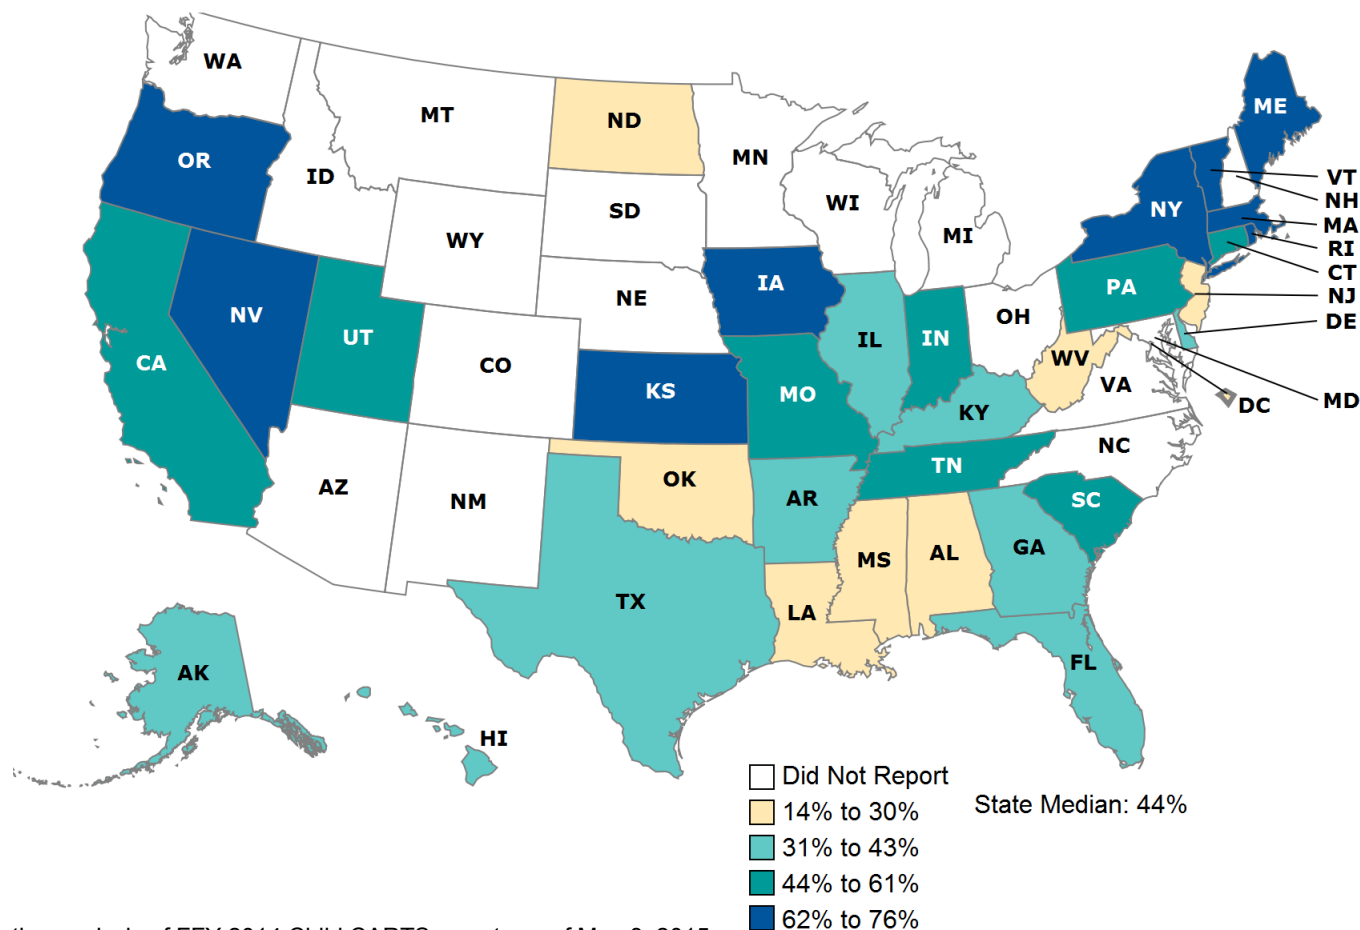 WA
MT
ND
MN
ME
OR
ID
SD
WI
MI
NY
VT
NH
MA
RI
CT
NJ
DE
MD
DC
WY
NE
IA
PA
NV
UT
CO
IL
IN
OH
WV
VA
CA
KS
MO
KY
NC
AZ
NM
OK
AR
TN
SC
TX
LA
MS
AL
GA
FL
AK
HI
Did Not Report
14% to 30%
State Median: 44%
31% to 43%
44% to 61%
62% to 76%